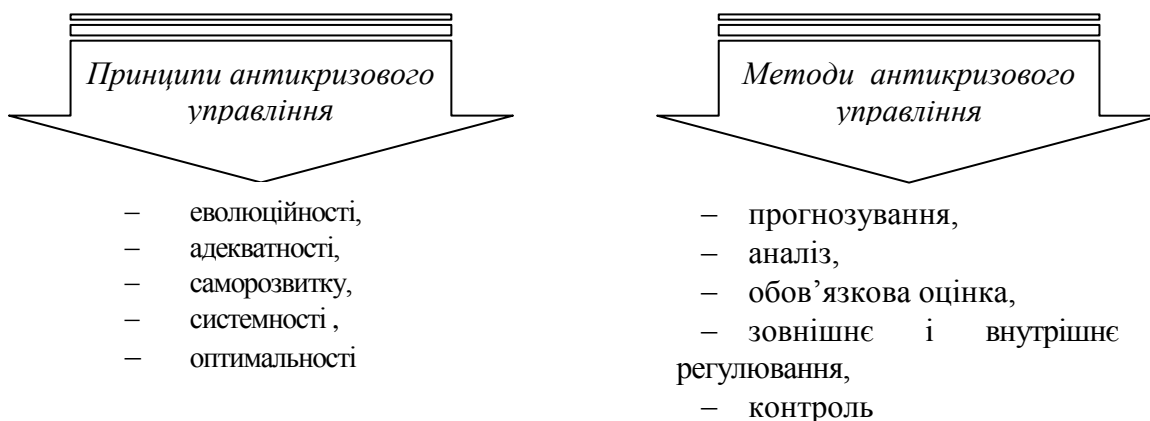 Принципи антикризового
управління
– еволюційності,
– адекватності,
– саморозвитку,
– системності ,
– оптимальності
Методи антикризового
управління
– прогнозування,
– аналіз,
– обов’язкова оцінка,
– зовнішнє і внутрішнє
регулювання,
– контроль